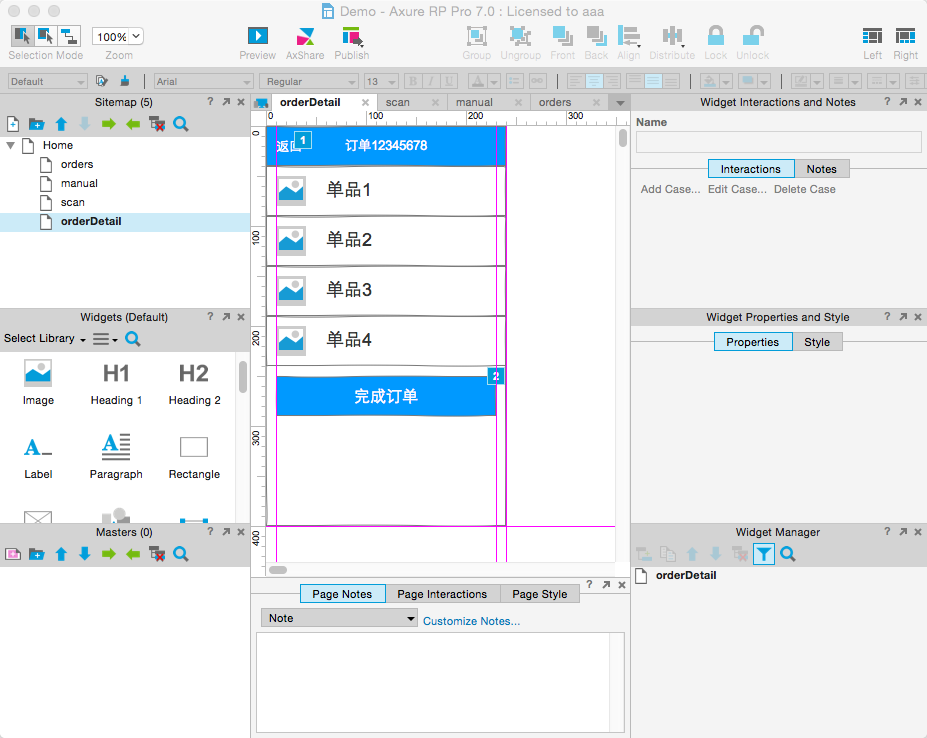 Demo - Axure RP Pro 7.0 : Licensed to aaa
100%
Selection Mode Zoom Preview AxShare Publish Group Ungroup Front Back Align Distribute Lock Unlock Left Right
Default Arial Regular 13 B I U
Sitemap (5)
Home
orders
manual
scan
orderDetail
Widgets (Default)
Select Library
H1 H2
Image Heading 1 Heading 2
A
Label Paragraph Rectangle
Masters (0)
orderDetail scan manual orders
0 100 200 300
0
100
200
300
400
返回 1 订单12345678
单品1
单品2
单品3
单品4
2
完成订单
Page Notes Page Interactions Page Style
Note Customize Notes...
Widget Interactions and Notes
Name
Interactions Notes
Add Case... Edit Case... Delete Case
Widget Properties and Style
Properties Style
Widget Manager
orderDetail